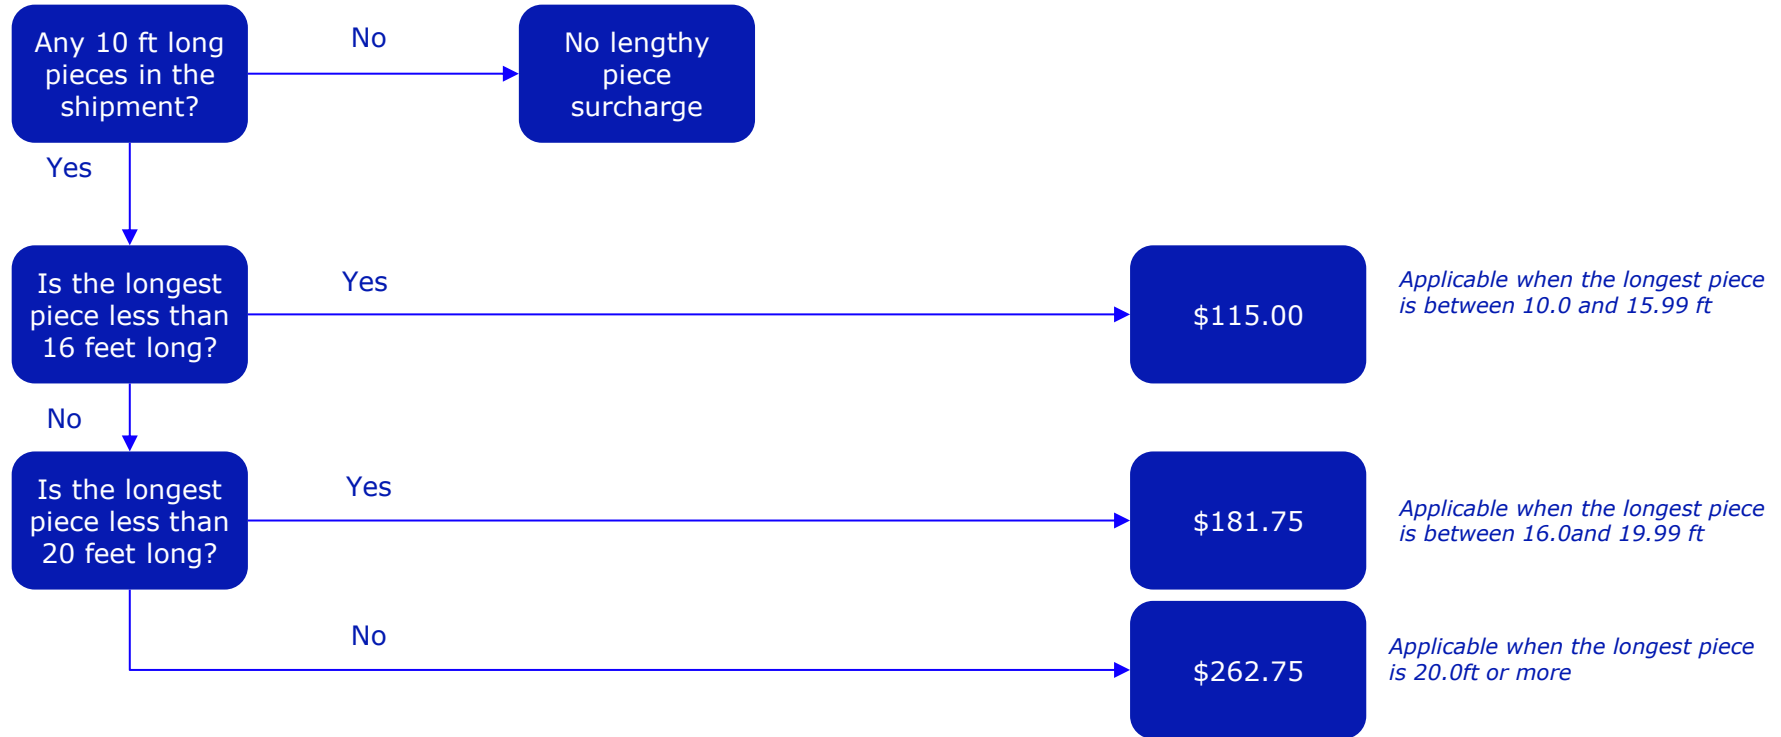 Any 10 ft long
pieces in the
shipment?
No
No lengthy
piece
surcharge
Yes
Is the longest
piece less than
16 feet long?
Yes
$115.00
Applicable when the longest piece
is between 10.0 and 15.99 ft
No
Is the longest
piece less than
20 feet long?
Yes
$181.75
Applicable when the longest piece
is between 16.0and 19.99 ft
No
$262.75
Applicable when the longest piece
is 20.0ft or more